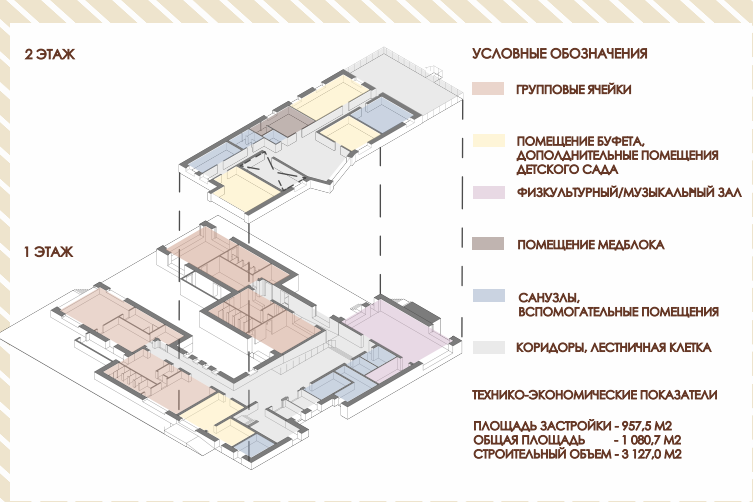 2 ЭТАЖ
1 ЭТАЖ
УСЛОВНЫЕ ОБОЗНАЧЕНИЯ
ГРУППОВЫЕ ЯЧЕЙКИ
ПОМЕЩЕНИЕ БУФЕТА,
ДОПОЛДНИТЕЛЬНЫЕ ПОМЕЩЕНИЯ
ДЕТСКОГО САДА
ФИЗКУЛЬТУРНЫЙ/МУЗЫКАЛЬНЫЙ ЗАЛ
ПОМЕЩЕНИЕ МЕДБЛОКА
САНУЗЛЫ,
ВСПОМОГАТЕЛЬНЫЕ ПОМЕЩЕНИЯ
КОРИДОРЫ, ЛЕСТНИЧНАЯ КЛЕТКА
ТЕХНИКО-ЭКОНОМИЧЕСКИЕ ПОКАЗАТЕЛИ
ПЛОЩАДЬ ЗАСТРОЙКИ - 957,5 М2
ОБЩАЯ ПЛОЩАДЬ - 1 080,7 М2
СТРОИТЕЛЬНЫЙ ОБЪЕМ - 3 127,0 М2